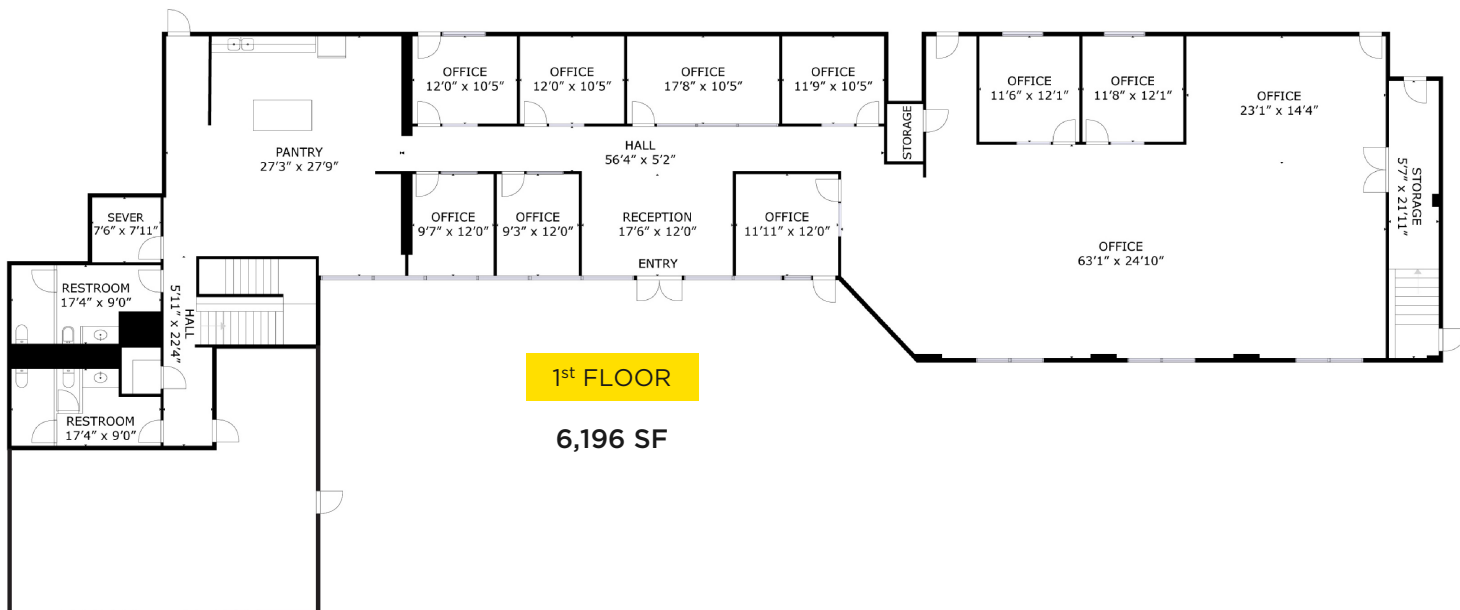 OFFICE
12'0" x 10'5"
OFFICE
12'0" x 10'5"
OFFICE
17'8" x 10'5"
OFFICE
11'9" x 10'5"
OFFICE
11'6" x 12'1"
OFFICE
11'8" x 12'1"
OFFICE
23'1" x 14'4"
STORAGE
PANTRY
27'3" x 27'9"
HALL
56'4" x 5'2"
STORAGE
5'7" x 21'11"
SEVER
7'6" x 7'11"
OFFICE
9'7" x 12'0"
OFFICE
9'3" x 12'0"
RECEPTION
17'6" x 12'0"
ENTRY
OFFICE
11'11" x 12'0"
OFFICE
63'1" x 24'10"
RESTROOM
17'4" x 9'0"
HALL
5'11" x 22'4"
RESTROOM
17'4" x 9'0"
1st FLOOR
6,196 SF